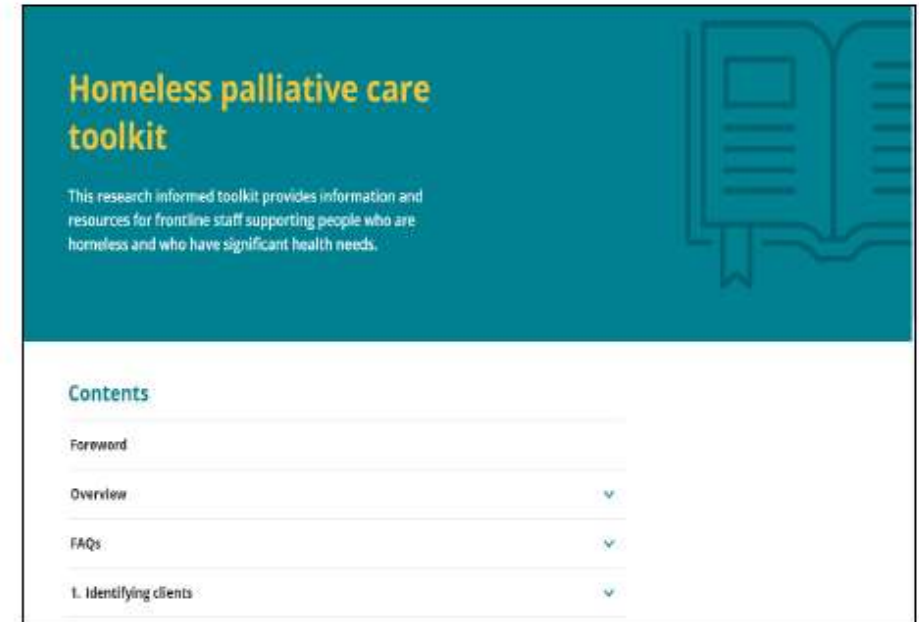 Homeless palliative care
toolkit
This research informed toolkit provides information and
resources for frontline staff supporting people who are
homeless and who have significant health needs.
Contents
Foreword
Overview
FAQs
1. Identifying clients